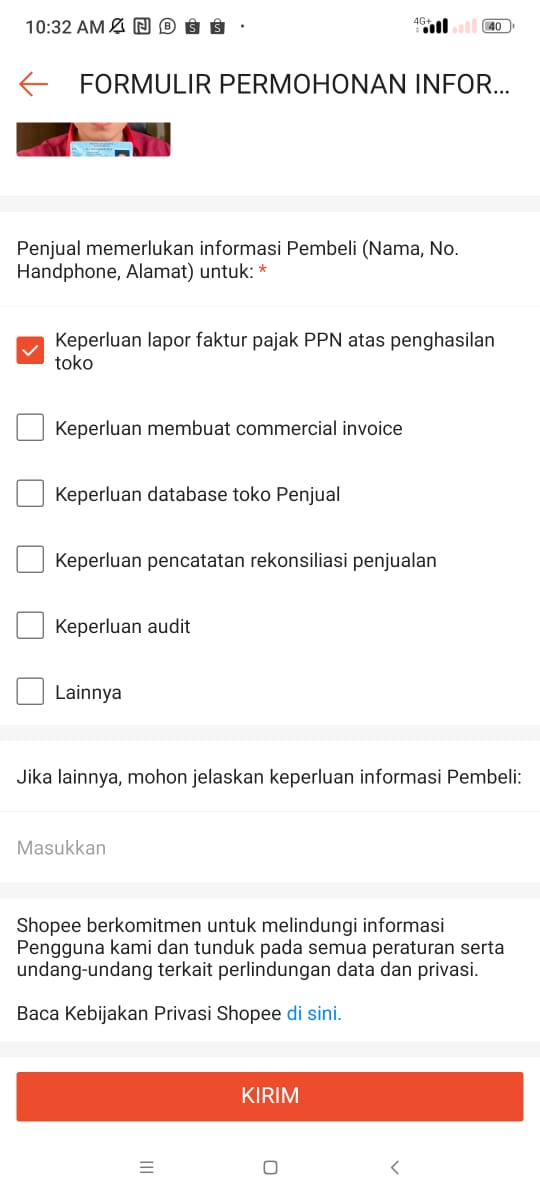 10:32 AM
4G+
40
FORMULIR PERMOHONAN INFOR...
Penjual memerlukan informasi Pembeli (Nama, No.
Handphone, Alamat) untuk: *
Keperluan lapor faktur pajak PPN atas penghasilan
toko
Keperluan membuat commercial invoice
Keperluan database toko Penjual
Keperluan pencatatan rekonsiliasi penjualan
Keperluan audit
Lainnya
Jika lainnya, mohon jelaskan keperluan informasi Pembeli:
Masukkan
Shopee berkomitmen untuk melindungi informasi
Pengguna kami dan tunduk pada semua peraturan serta
undang-undang terkait perlindungan data dan privasi.
Baca Kebijakan Privasi Shopee di sini.
KIRIM